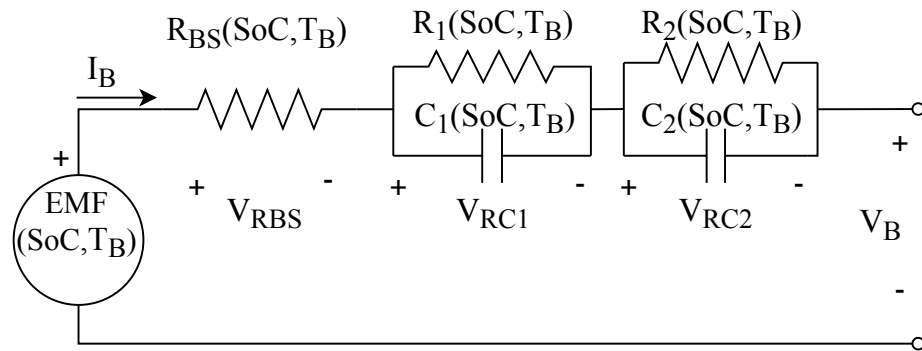 R_BS(SoC,T_B)
R_1(SoC,T_B)
R_2(SoC,T_B)
I_B
C_1(SoC,T_B)
C_2(SoC,T_B)
+
+
EMF
(SoC,T_B)
+
-
+
-
+
-
V_RBS
V_RC1
V_RC2
V_B
-